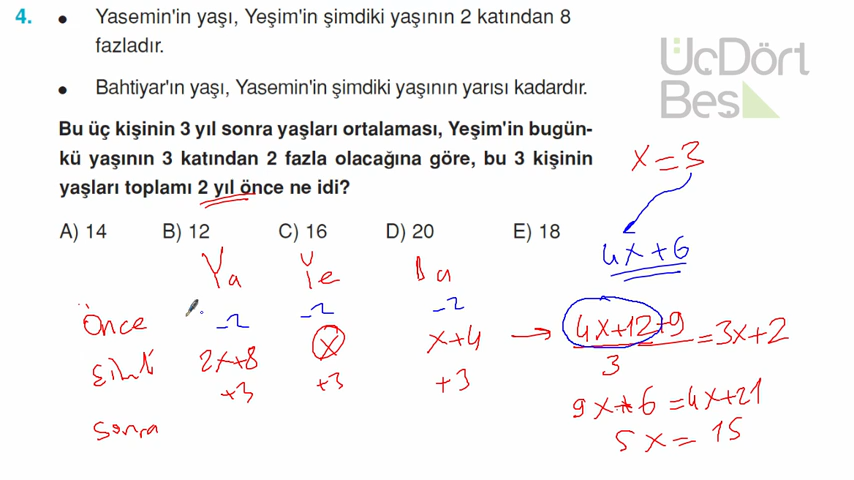 4. • Yasemin'in yaşı, Yeşim'in şimdiki yaşının 2 katından 8
fazladır.
• Bahtiyar'ın yaşı, Yasemin'in şimdiki yaşının yarısı kadardır.
Bu üç kişinin 3 yıl sonra yaşları ortalaması, Yeşim'in bugün-
kü yaşının 3 katından 2 fazla olacağına göre, bu 3 kişinin
yaşları toplamı 2 yıl önce ne idi?
A) 14 B) 12 C) 16 D) 20 E) 18
ÜçDört
Beş
x=3
4x+6
Ya Ye Ba
Önce -2 -2 -2
Şimdi 2x+8 x x+4
+3 +3 +3
Sonra
4x+12+9
3
=3x+2
9x+6=4x+21
5x=15